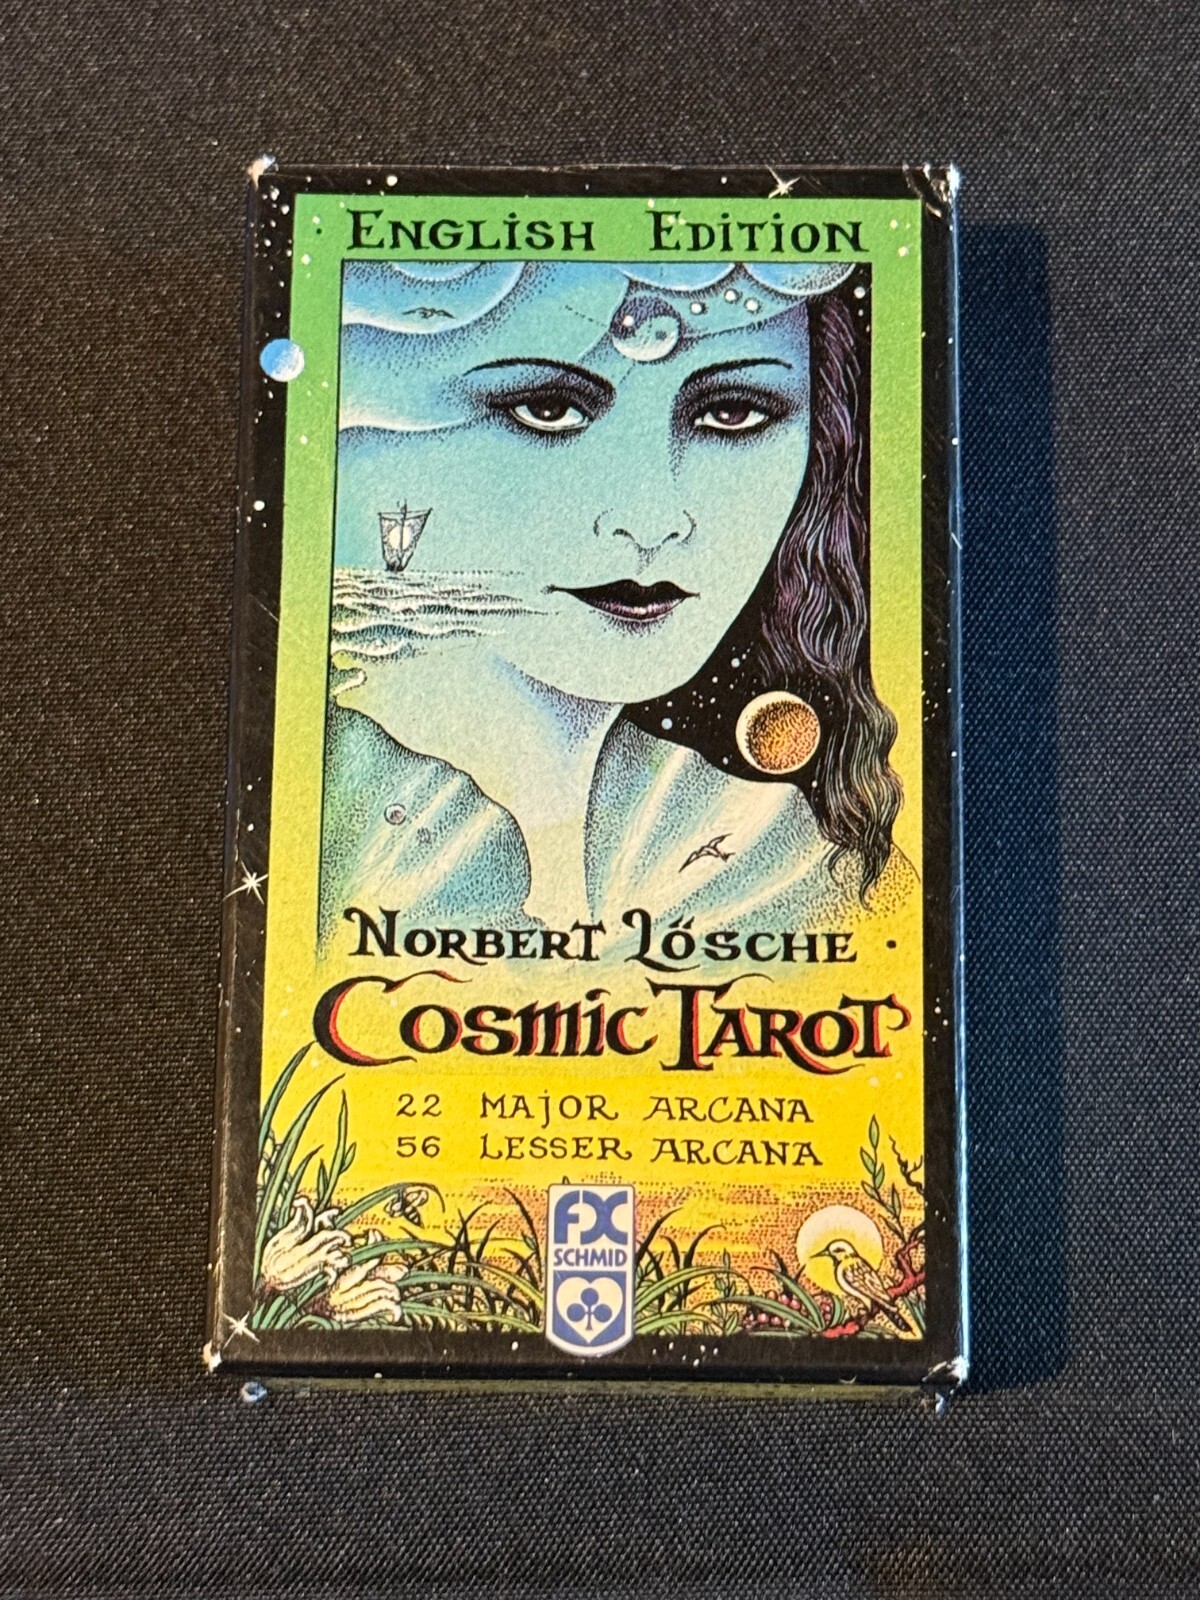 ENGLiSH EDiTiON
NORBERT LÖSCHE
COSMiC TAROT
22 MAjOR ARCANA
56 LESSER ARCANA
FX
SCHMID